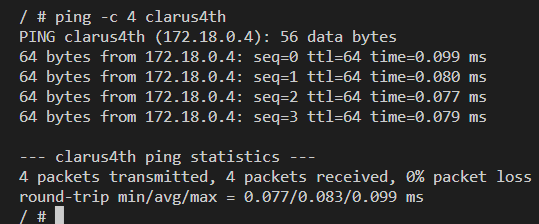 / # ping -c 4 clarus4th
PING clarus4th (172.18.0.4): 56 data bytes
64 bytes from 172.18.0.4: seq=0 ttl=64 time=0.099 ms
64 bytes from 172.18.0.4: seq=1 ttl=64 time=0.080 ms
64 bytes from 172.18.0.4: seq=2 ttl=64 time=0.077 ms
64 bytes from 172.18.0.4: seq=3 ttl=64 time=0.079 ms

--- clarus4th ping statistics ---
4 packets transmitted, 4 packets received, 0% packet loss
round-trip min/avg/max = 0.077/0.083/0.099 ms
/ #